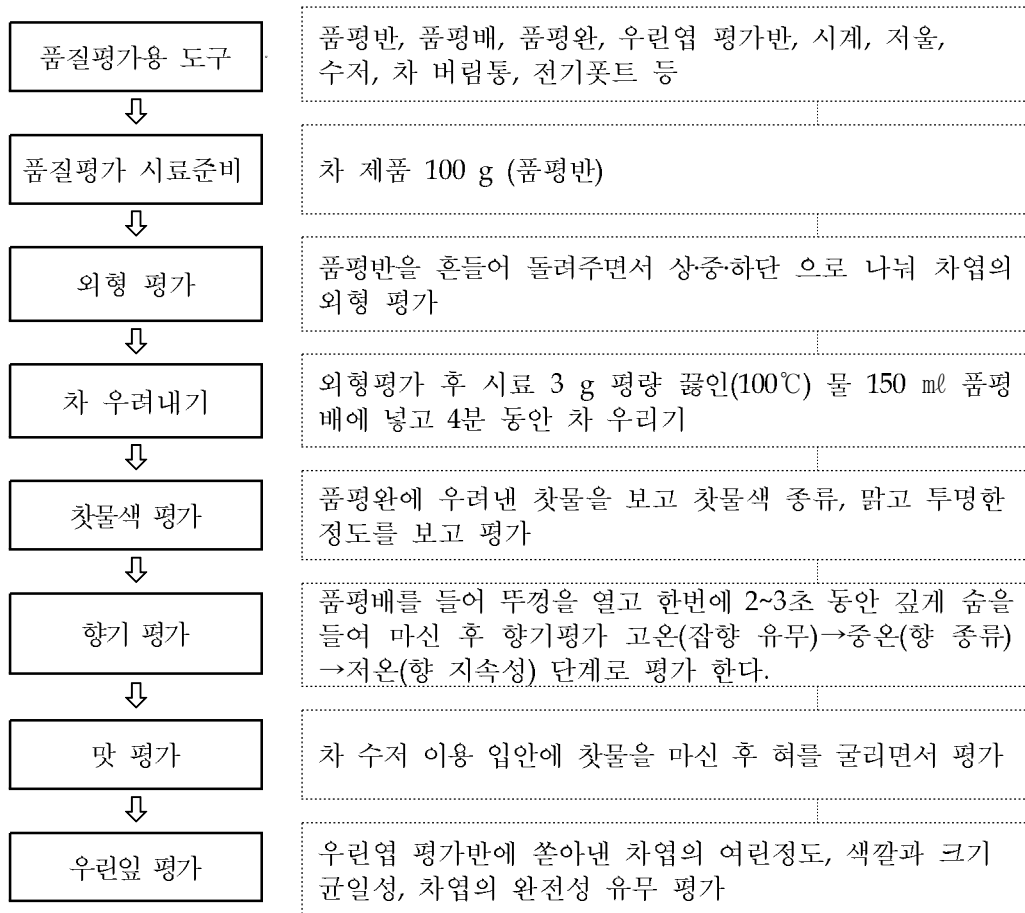 품질평가용 도구
품평반, 품평배, 품평완, 우린엽 평가반, 시계, 저울,
수저, 차 버림통, 전기폿트 등
품질평가 시료준비
차 제품 100 g (품평반)
외형 평가
품평반을 흔들어 돌려주면서 상·중·하단 으로 나눠 차엽의
외형 평가
차 우려내기
외형평가 후 시료 3 g 평량 끓인(100℃) 물 150 ㎖ 품평
배에 넣고 4분 동안 차 우리기
찻물색 평가
품평완에 우려낸 찻물을 보고 찻물색 종류, 맑고 투명한
정도를 보고 평가
향기 평가
품평배를 들어 뚜껑을 열고 한번에 2~3초 동안 깊게 숨을
들여 마신 후 향기평가 고온(잡향 유무)→중온(향 종류)
→저온(향 지속성) 단계로 평가 한다.
맛 평가
차 수저 이용 입안에 찻물을 마신 후 혀를 굴리면서 평가
우린잎 평가
우린엽 평가반에 쏟아낸 차엽의 여린정도, 색깔과 크기
균일성, 차엽의 완전성 유무 평가